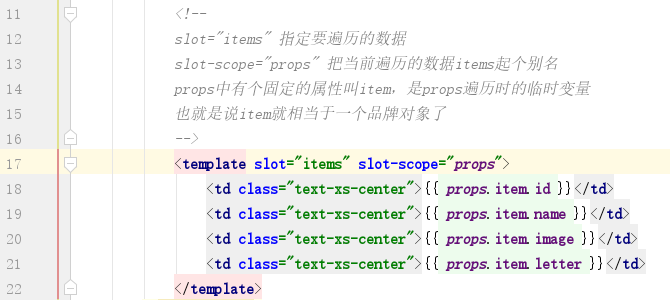 11 <!--
12 slot="items" 指定要遍历的数据
13 slot-scope="props" 把当前遍历的数据items起个别名
14 props中有个固定的属性叫item，是props遍历时的临时变量
15 也就是说item就相当于一个品牌对象了
16 -->
17 <template slot="items" slot-scope="props">
18 <td class="text-xs-center">{{ props.item.id }}</td>
19 <td class="text-xs-center">{{ props.item.name }}</td>
20 <td class="text-xs-center">{{ props.item.image }}</td>
21 <td class="text-xs-center">{{ props.item.letter }}</td>
22 </template>